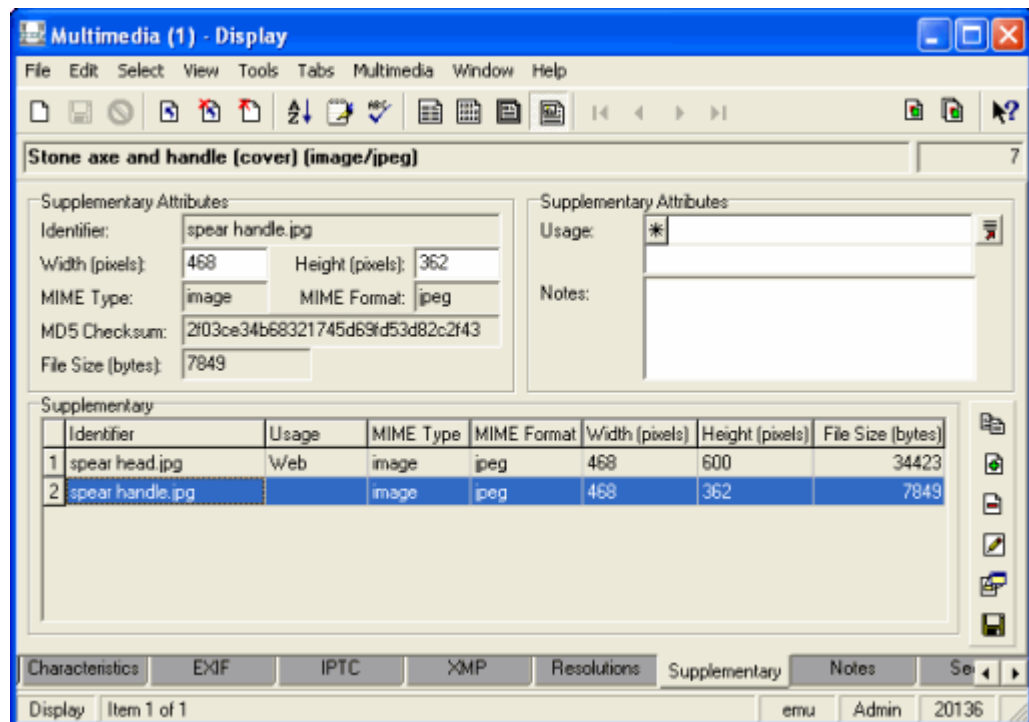 Multimedia (1) - Display
File Edit Select View Tools Tabs Multimedia Window Help
Stone axe and handle (cover) (image/jpeg) 7
Supplementary Attributes
Identifier: spear handle.jpg
Width (pixels): 468 Height (pixels): 362
MIME Type: image MIME Format: jpeg
MD5 Checksum: 2f03ce34b68321745d69fd53d82c2f43
File Size (bytes): 7849
Supplementary Attributes
Usage:
Notes:
Supplementary
Identifier Usage MIME Type MIME Format Width (pixels) Height (pixels) File Size (bytes)
1 spear head.jpg Web image jpeg 468 600 34423
2 spear handle.jpg image jpeg 468 362 7849
Characteristics EXIF IPTC XMP Resolutions Supplementary Notes
Display Item 1 of 1 emu Admin 20136